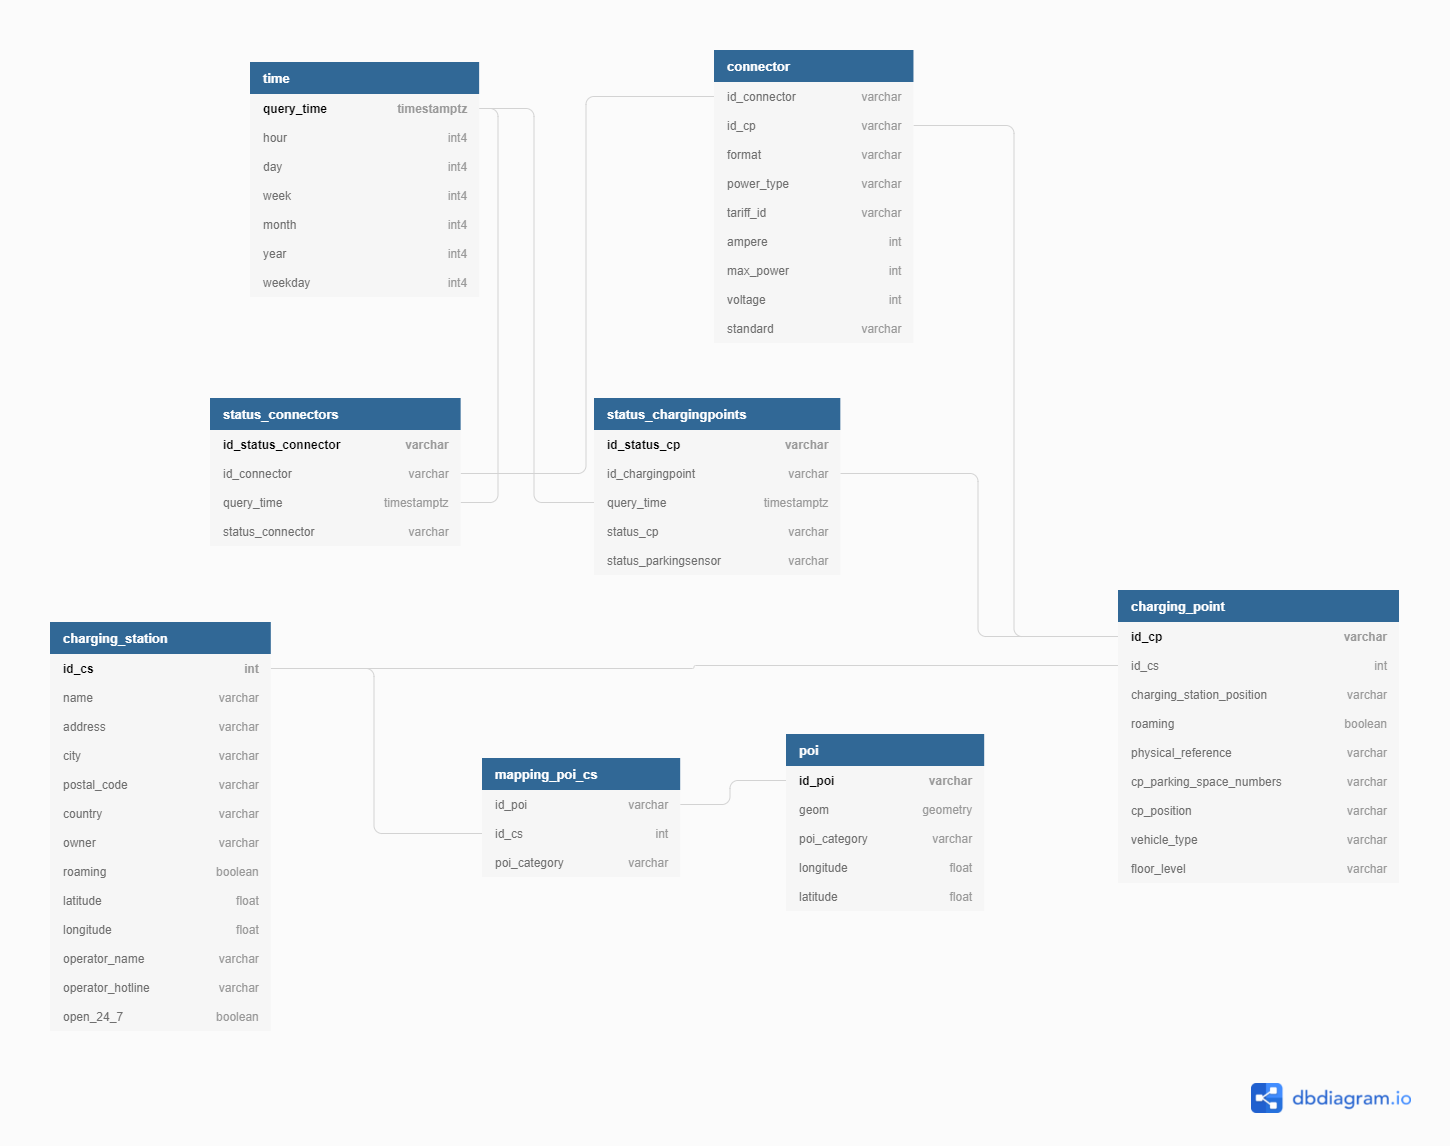 time
query_time timestamptz
hour int4
day int4
week int4
month int4
year int4
weekday int4
connector
id_connector varchar
id_cp varchar
format varchar
power_type varchar
tariff_id varchar
ampere int
max_power int
voltage int
standard varchar
status_connectors
id_status_connector varchar
id_connector varchar
query_time timestamptz
status_connector varchar
status_chargingpoints
id_status_cp varchar
id_chargingpoint varchar
query_time timestamptz
status_cp varchar
status_parkingsensor varchar
charging_station
id_cs int
name varchar
address varchar
city varchar
postal_code varchar
country varchar
owner varchar
roaming boolean
latitude float
longitude float
operator_name varchar
operator_hotline varchar
open_24_7 boolean
mapping_poi_cs
id_poi varchar
id_cs int
poi_category varchar
poi
id_poi varchar
geom geometry
poi_category varchar
longitude float
latitude float
charging_point
id_cp varchar
id_cs int
charging_station_position varchar
roaming boolean
physical_reference varchar
cp_parking_space_numbers varchar
cp_position varchar
vehicle_type varchar
floor_level varchar
dbdiagram.io